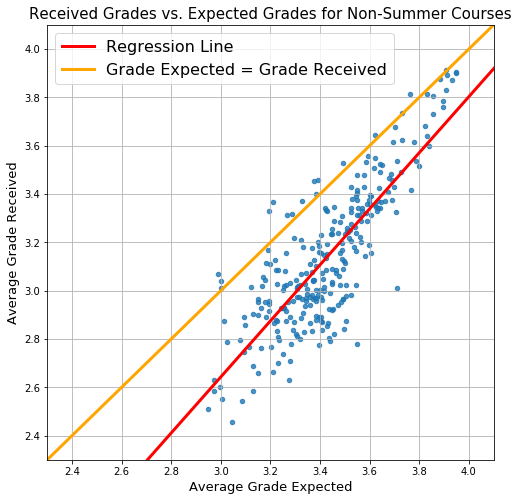 Received Grades vs. Expected Grades for Non-Summer Courses
Regression Line
Grade Expected = Grade Received
Average Grade Received
4.0
3.8
3.6
3.4
3.2
3.0
2.8
2.6
2.4
2.4 2.6 2.8 3.0 3.2 3.4 3.6 3.8 4.0
Average Grade Expected